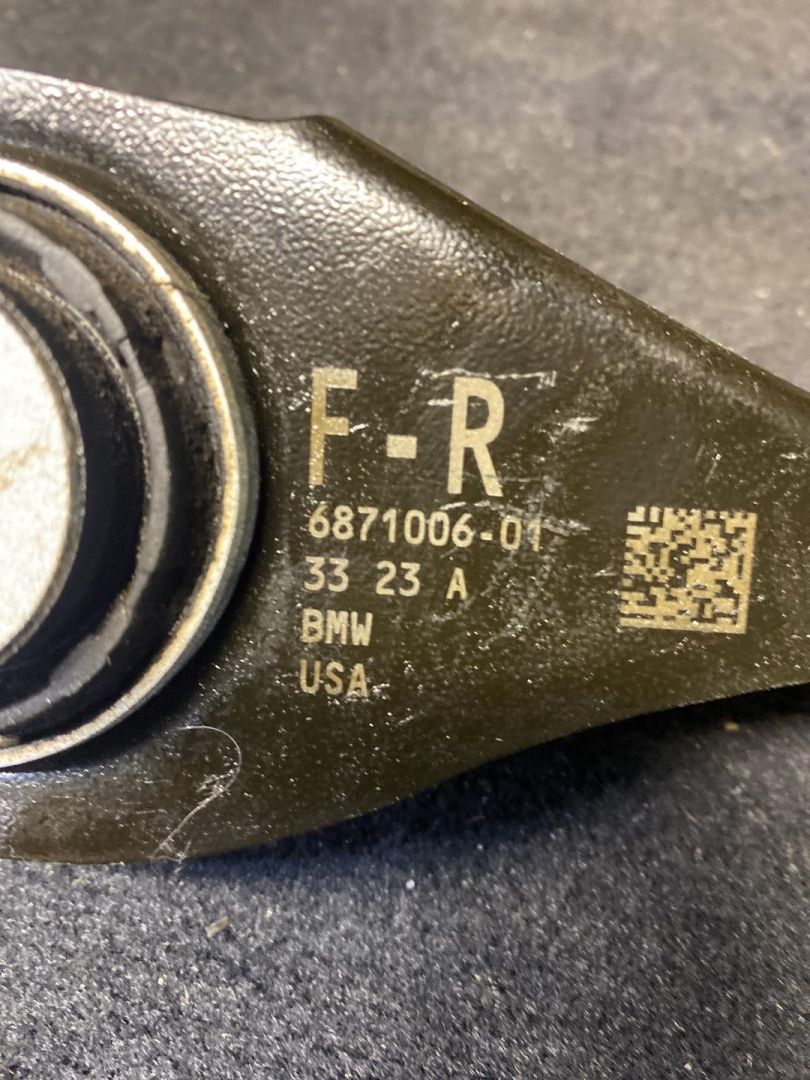 F-R
6871006-01
33 23 A
BMW
USA